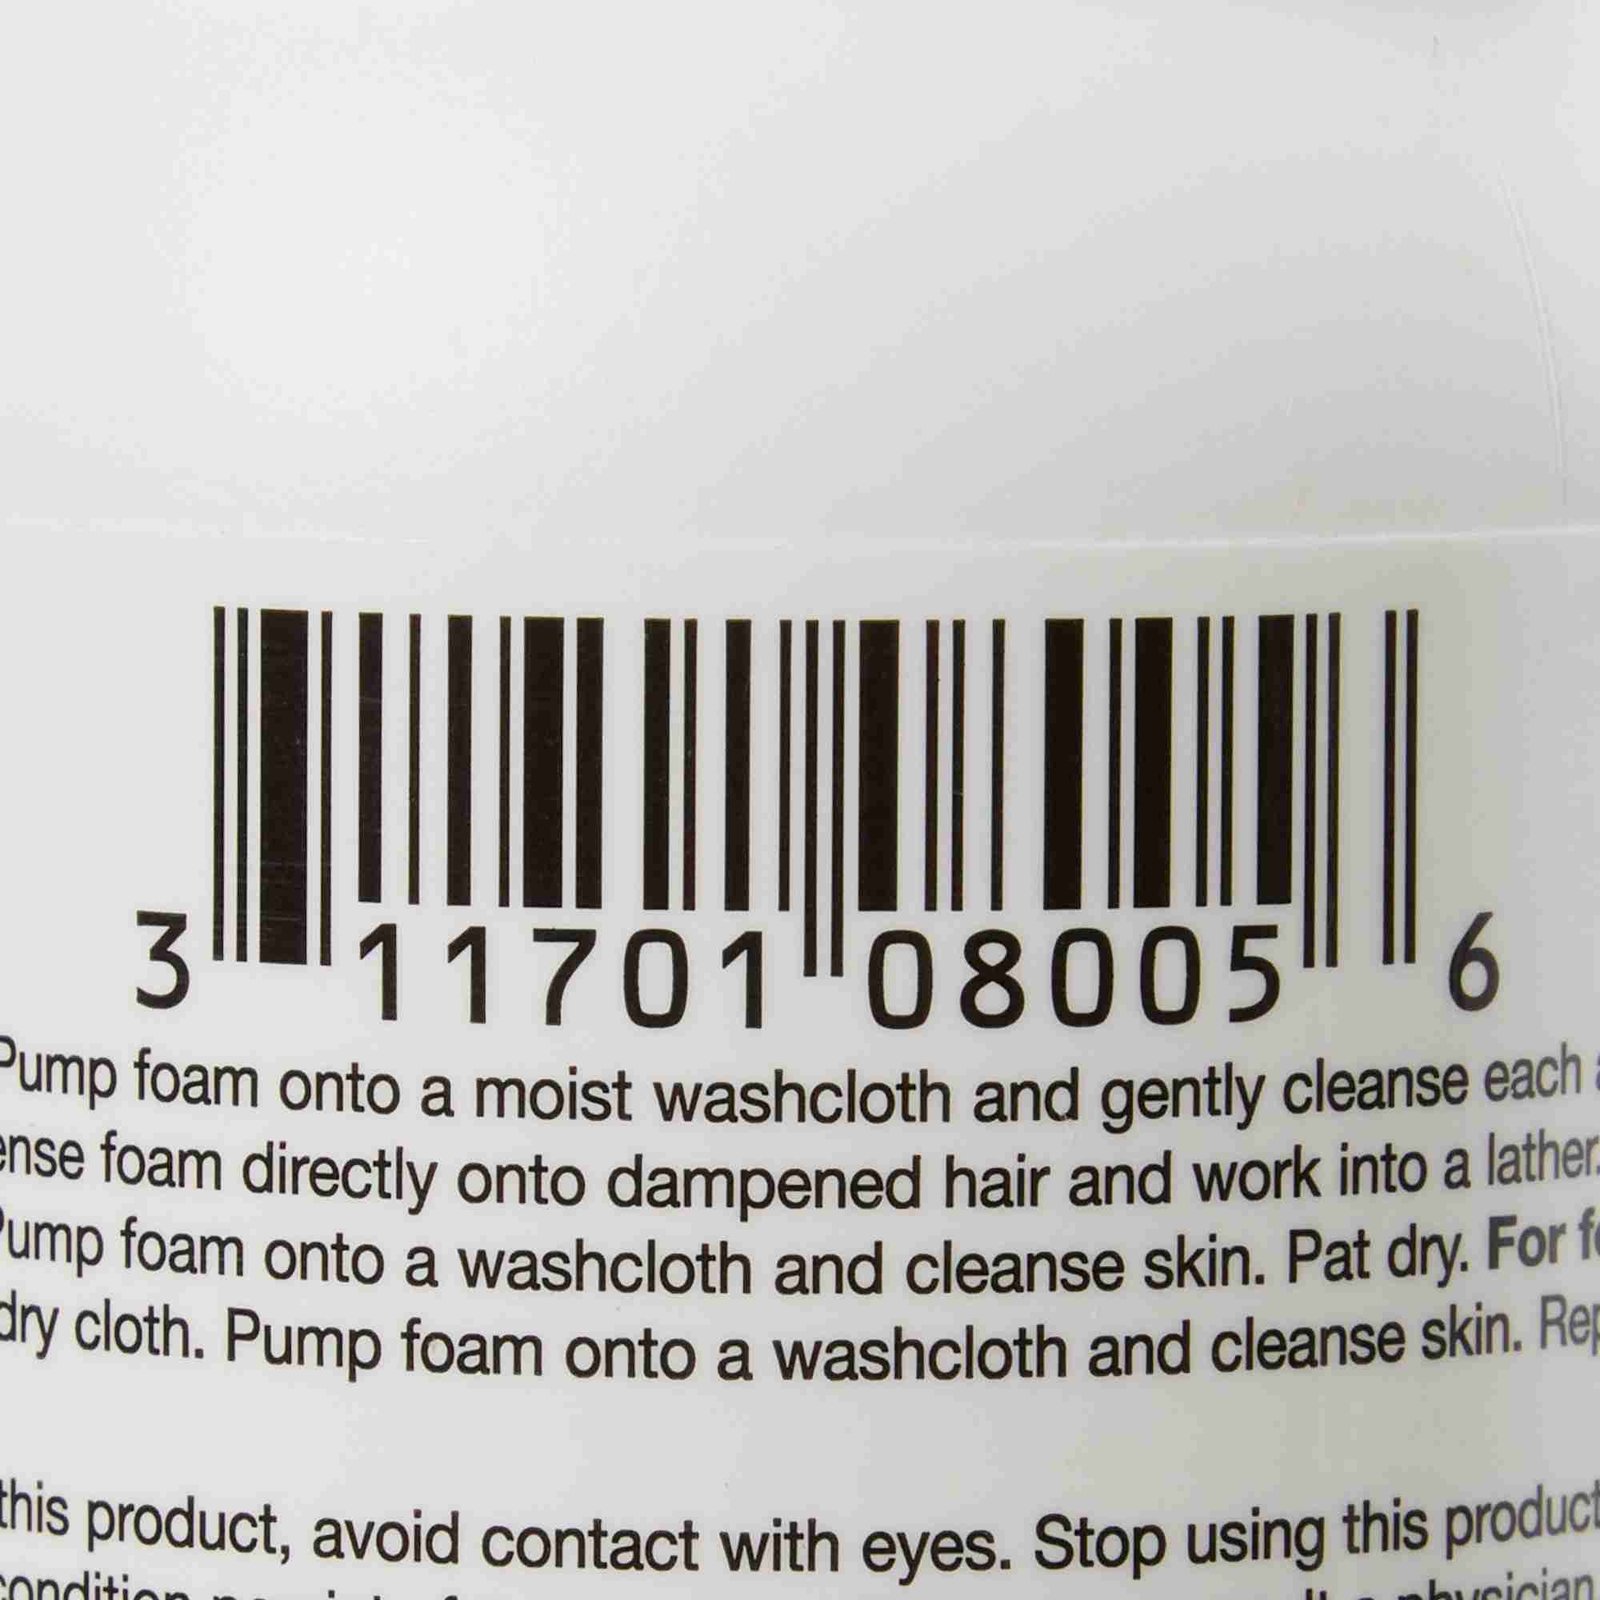 3 11701 08005 6
Pump foam onto a moist washcloth and gently cleanse each
foam directly onto dampened hair and work into a lather.
Pump foam onto a washcloth and cleanse skin. Pat dry. For
dry cloth. Pump foam onto a washcloth and cleanse skin.
this product, avoid contact with eyes. Stop using this product
condition physician